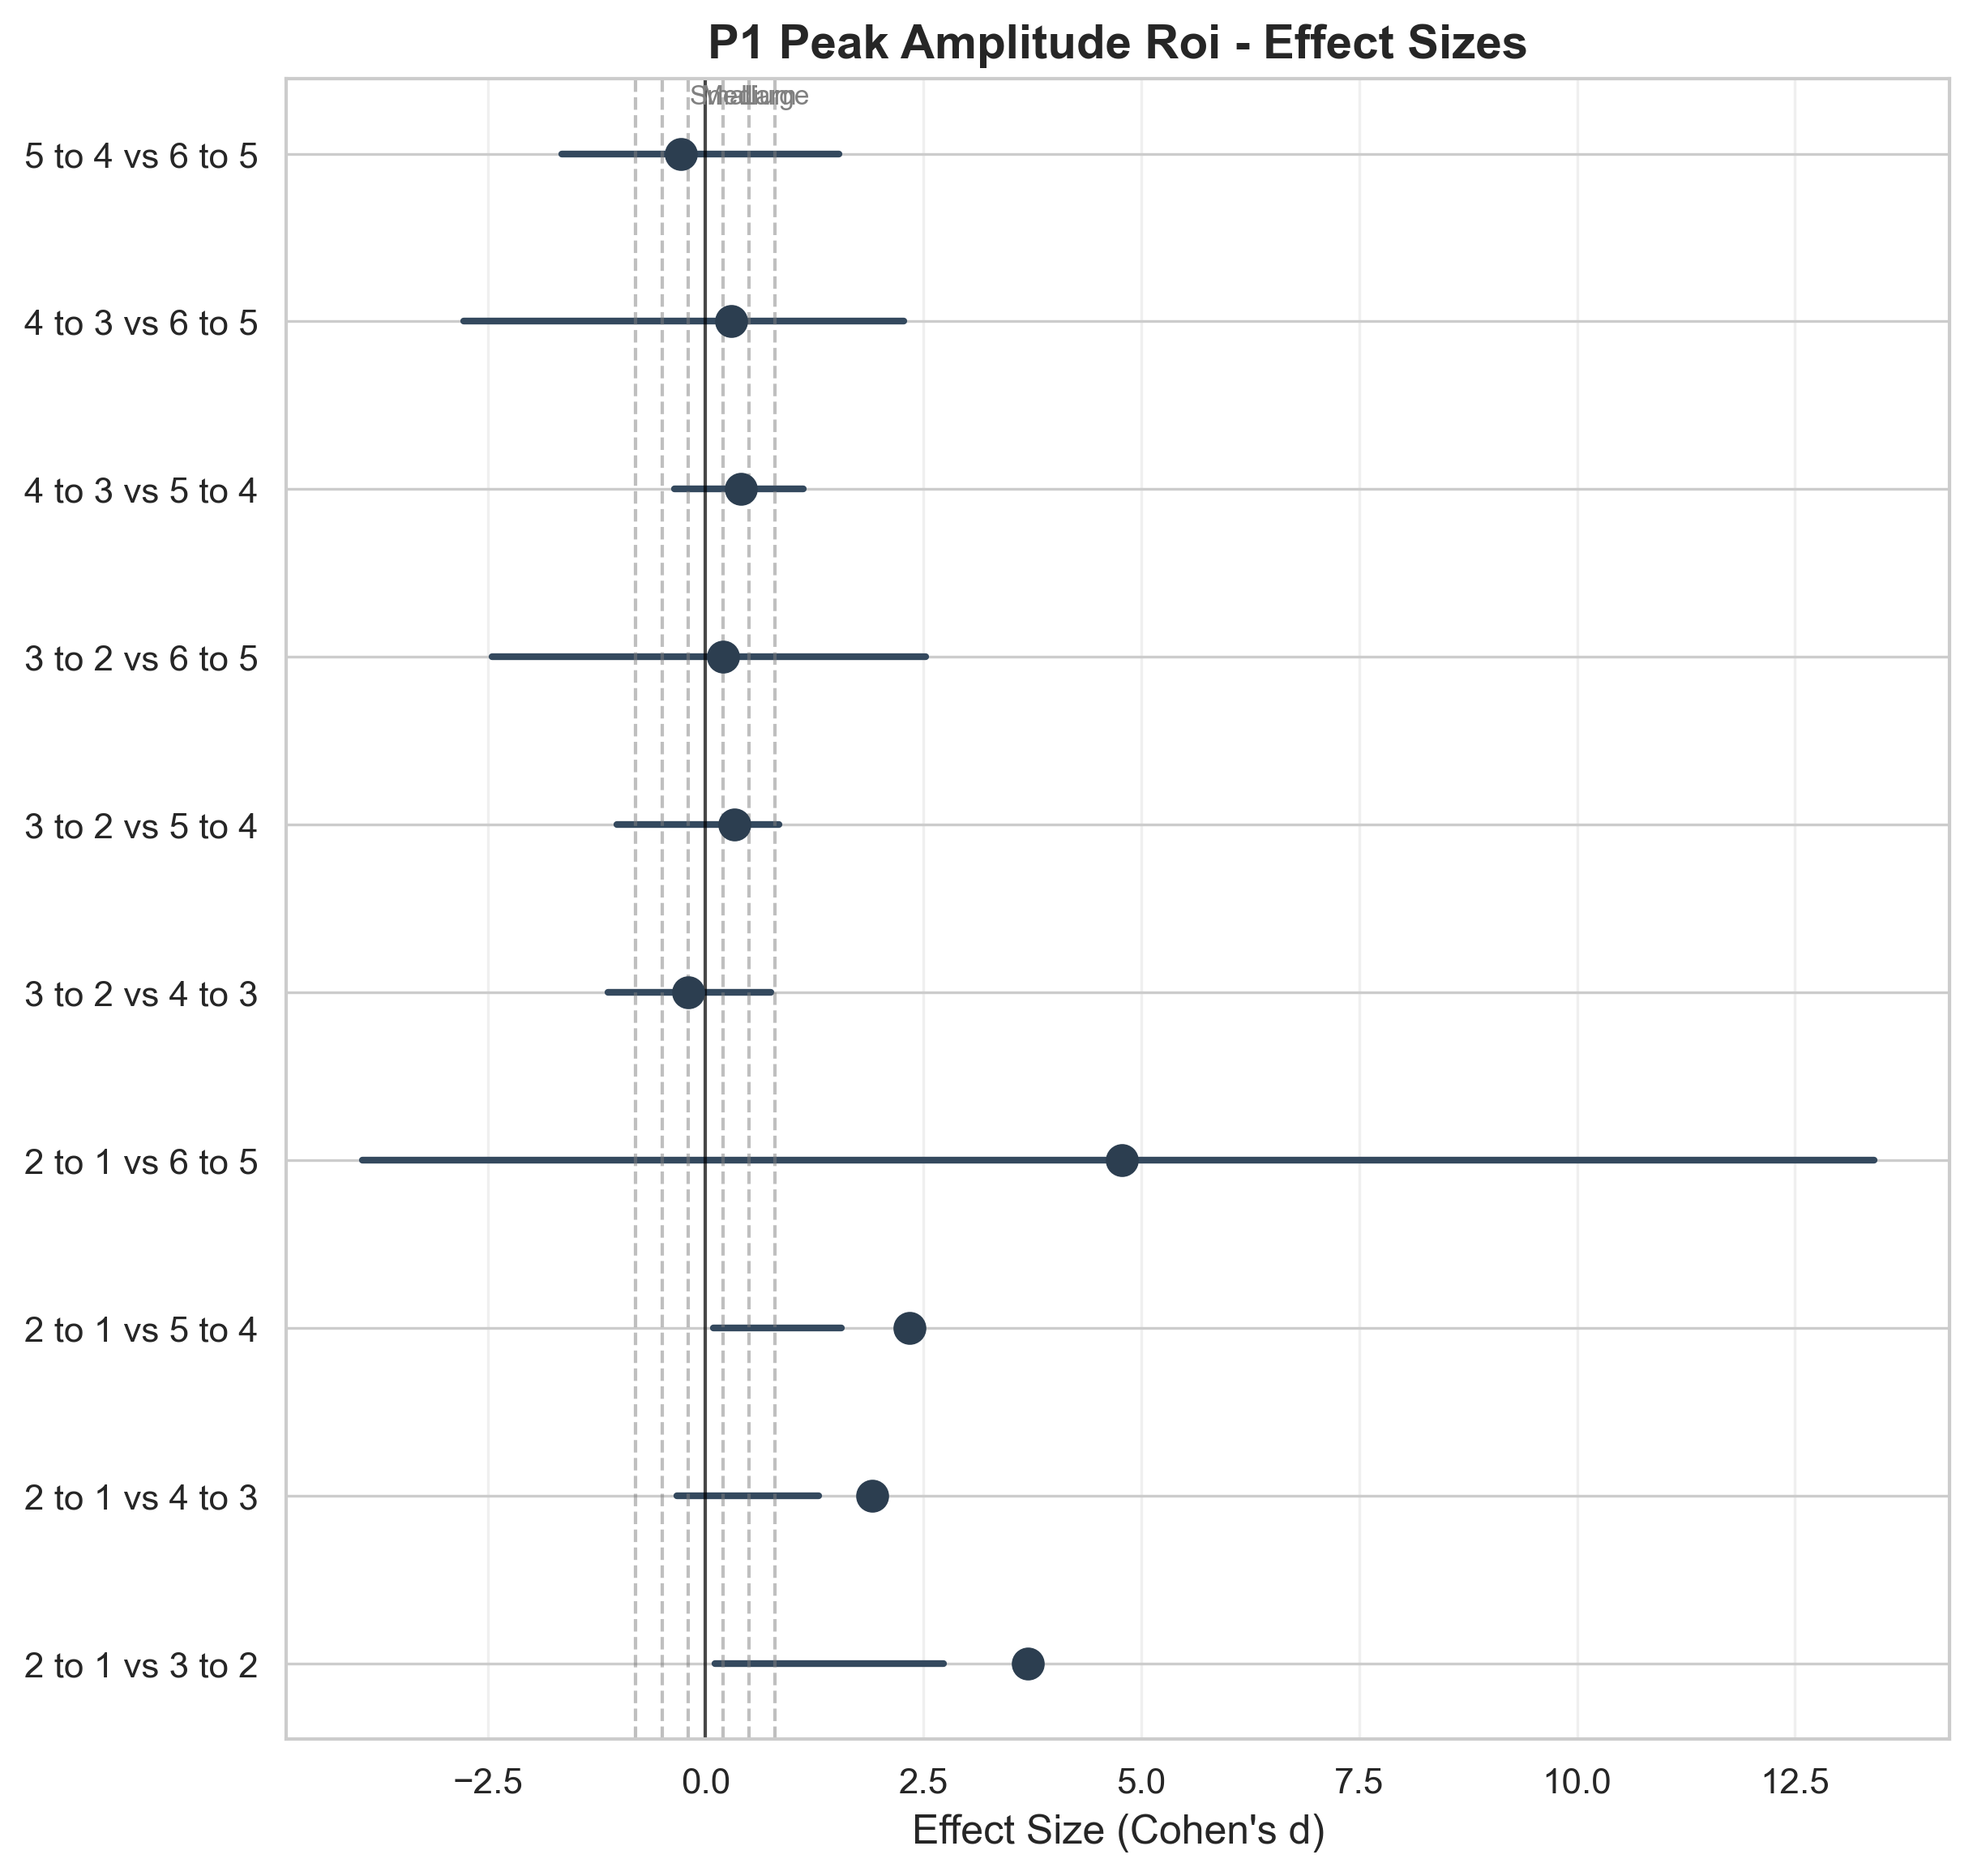 P1 Peak Amplitude Roi - Effect Sizes
Small Medium Large
5 to 4 vs 6 to 5
4 to 3 vs 6 to 5
4 to 3 vs 5 to 4
3 to 2 vs 6 to 5
3 to 2 vs 5 to 4
3 to 2 vs 4 to 3
2 to 1 vs 6 to 5
2 to 1 vs 5 to 4
2 to 1 vs 4 to 3
2 to 1 vs 3 to 2
−2.5 0.0 2.5 5.0 7.5 10.0 12.5
Effect Size (Cohen's d)